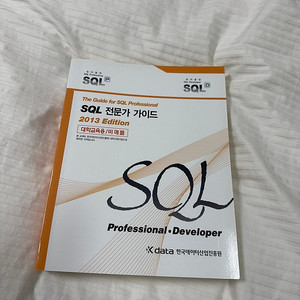 SQL
SQL
The Guide for SQL Professional
SQL 전문가 가이드
2013 Edition
대학교육용/비매품
SQL
Professional·Developer
Kdata 한국데이터산업진흥원